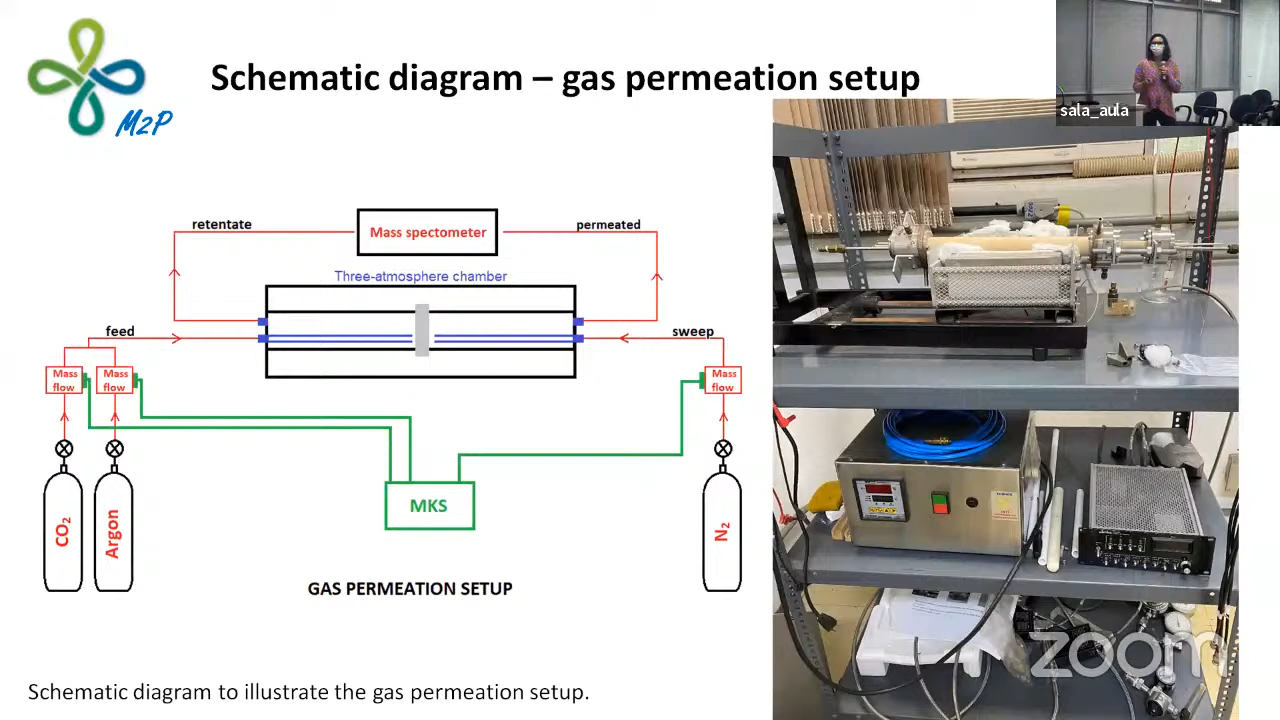 M2P
Schematic diagram – gas permeation setup
sala_aula
retentate
Mass spectometer
permeated
Three-atmosphere chamber
feed
sweep
Mass
flow
Mass
flow
Mass
flow
CO₂
Argon
MKS
N₂
GAS PERMEATION SETUP
zoom
Schematic diagram to illustrate the gas permeation setup.